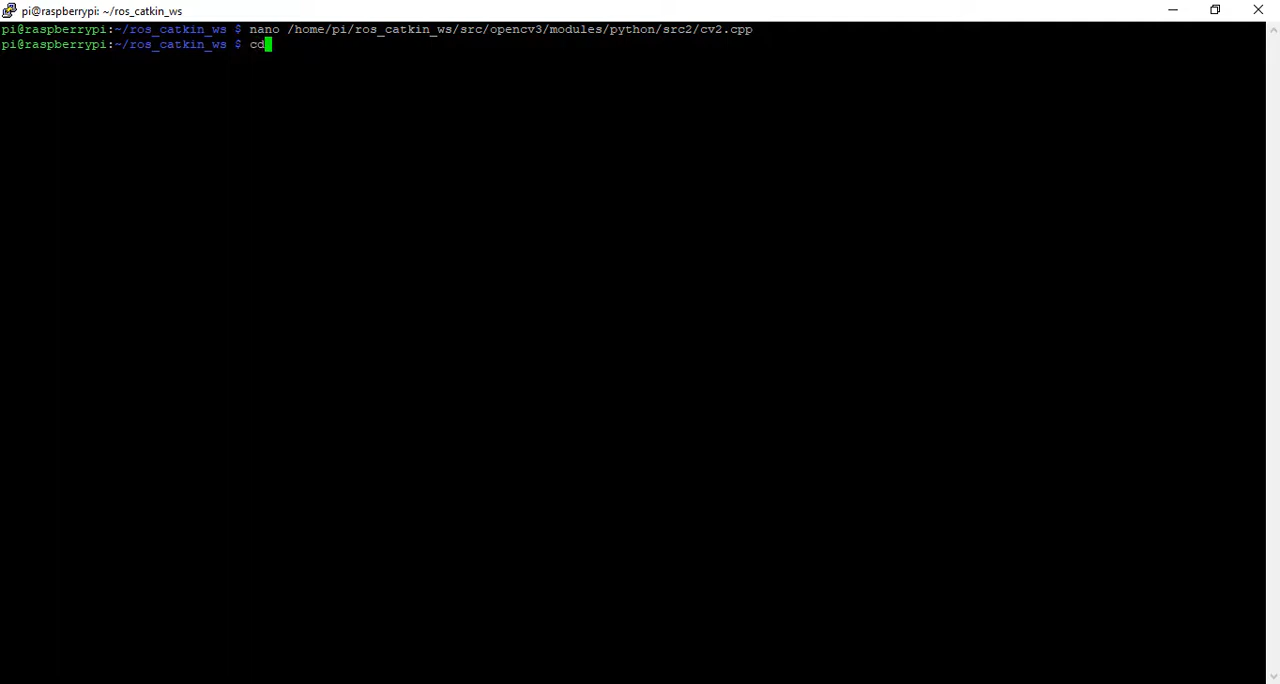 pi@raspberrypi: ~/ros_catkin_ws
pi@raspberrypi:~/ros_catkin_ws $ nano /home/pi/ros_catkin_ws/src/opencv3/modules/python/src2/cv2.cpp
pi@raspberrypi:~/ros_catkin_ws $ cd